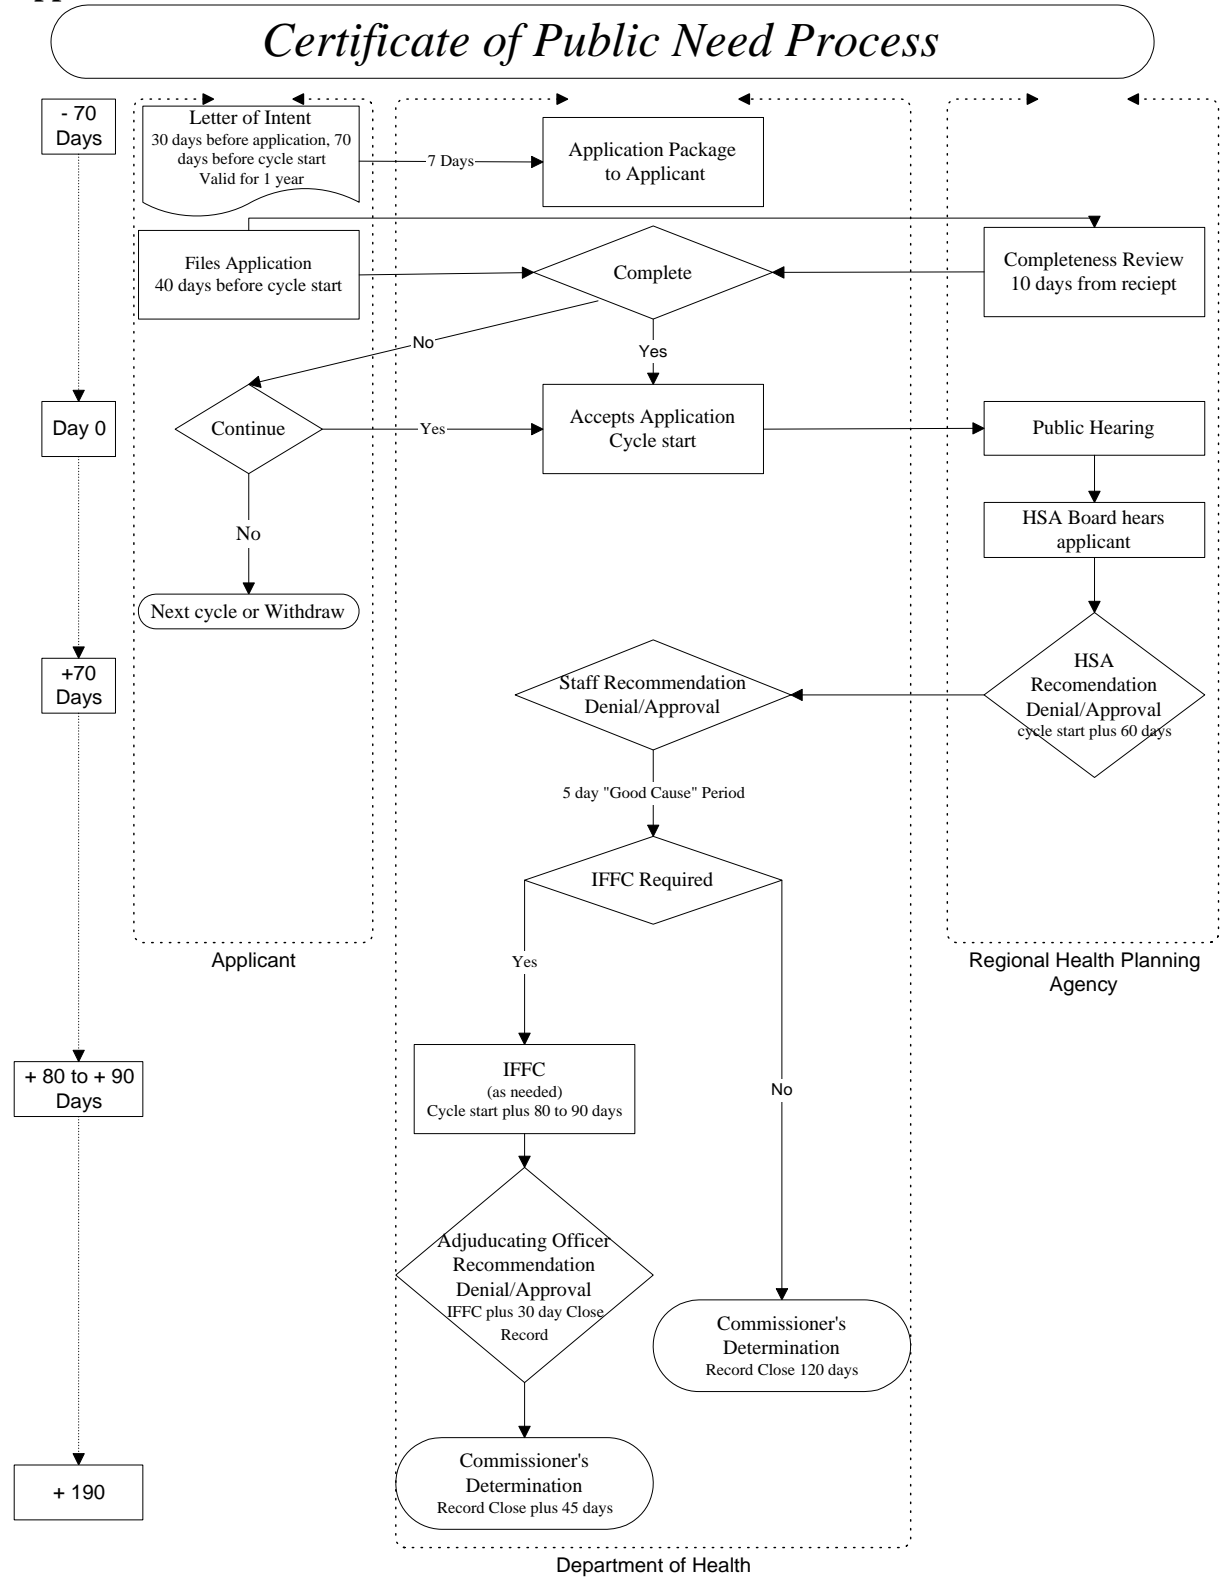 Certificate of Public Need Process
- 70
Days
Letter of Intent
30 days before application, 70
days before cycle start
Valid for 1 year
7 Days
Application Package
to Applicant
Files Application
40 days before cycle start
Complete
Completeness Review
10 days from reciept
No
Yes
Day 0
Continue
Yes
Accepts Application
Cycle start
Public Hearing
No
HSA Board hears
applicant
Next cycle or Withdraw
+70
Days
Staff Recommendation
Denial/Approval
HSA
Recomendation
Denial/Approval
cycle start plus 60 days
5 day "Good Cause" Period
IFFC Required
Applicant
Yes
Regional Health Planning
Agency
+ 80 to + 90
Days
IFFC
(as needed)
Cycle start plus 80 to 90 days
No
Adjuducating Officer
Recommendation
Denial/Approval
IFFC plus 30 day Close
Record
Commissioner's
Determination
Record Close 120 days
Commissioner's
Determination
Record Close plus 45 days
+ 190
Department of Health